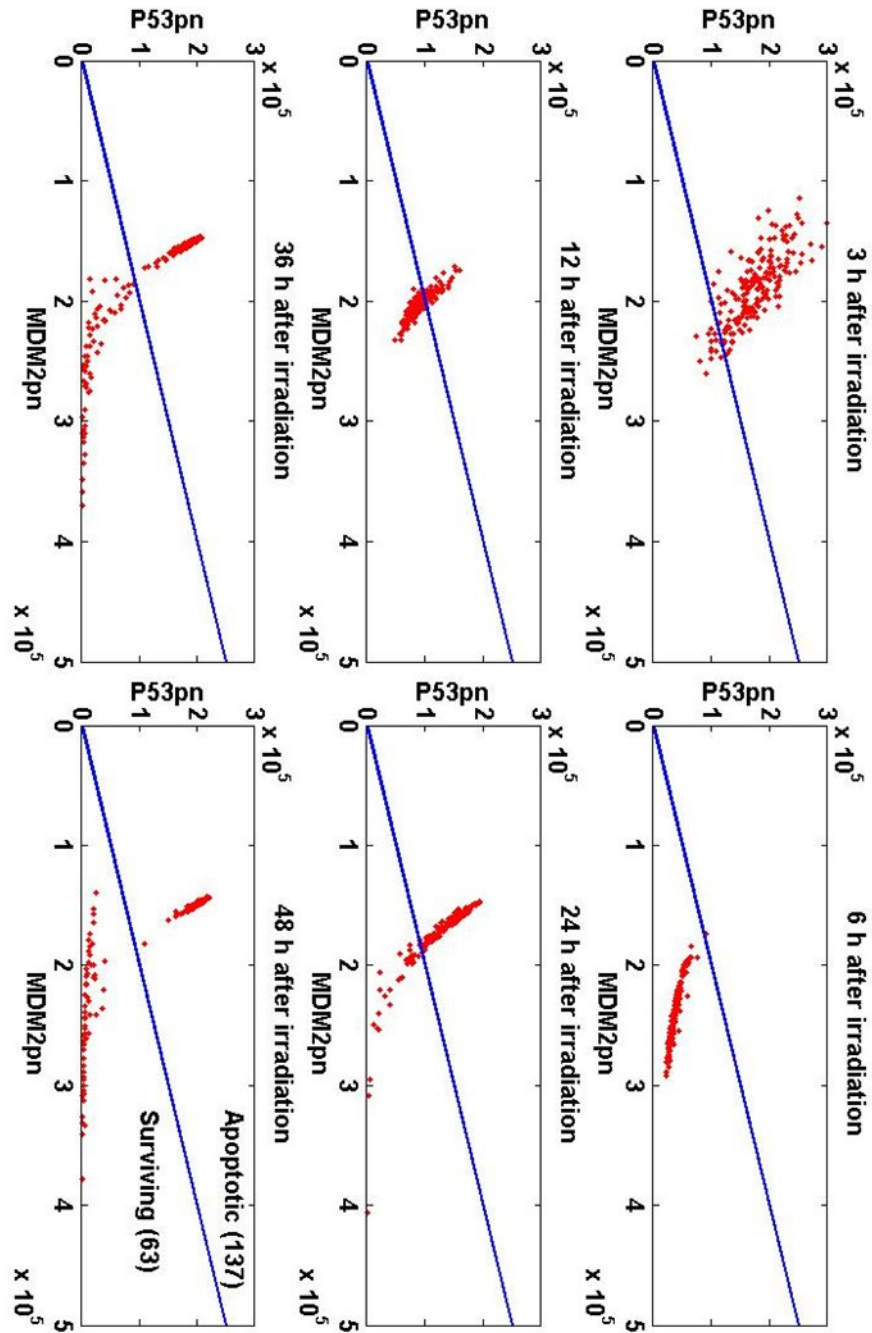 3 h after irradiation
x 10^5
P53pn
3
2
1
0
0 1 2 3 4 5
MDM2pn
x 10^5
6 h after irradiation
x 10^5
P53pn
3
2
1
0
0 1 2 3 4 5
MDM2pn
x 10^5
12 h after irradiation
x 10^5
P53pn
3
2
1
0
0 1 2 3 4 5
MDM2pn
x 10^5
24 h after irradiation
x 10^5
P53pn
3
2
1
0
0 1 2 3 4 5
MDM2pn
x 10^5
36 h after irradiation
x 10^5
P53pn
3
2
1
0
0 1 2 3 4 5
MDM2pn
x 10^5
48 h after irradiation
x 10^5
P53pn
3
2
1
0
Apoptotic (137)
Surviving (63)
0 1 2 3 4 5
MDM2pn
x 10^5